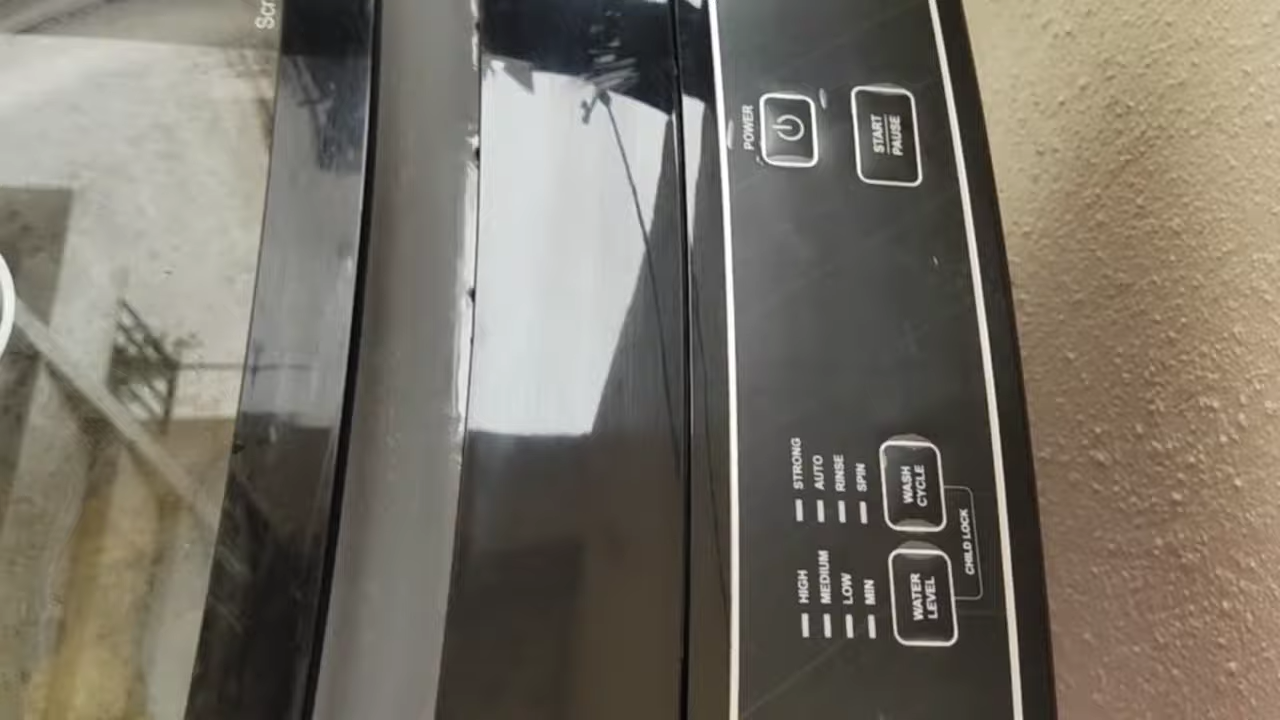 HIGH
MEDIUM
LOW
MIN
WATER
LEVEL
STRONG
AUTO
RINSE
SPIN
WASH
CYCLE
CHILD LOCK
POWER
START
PAUSE